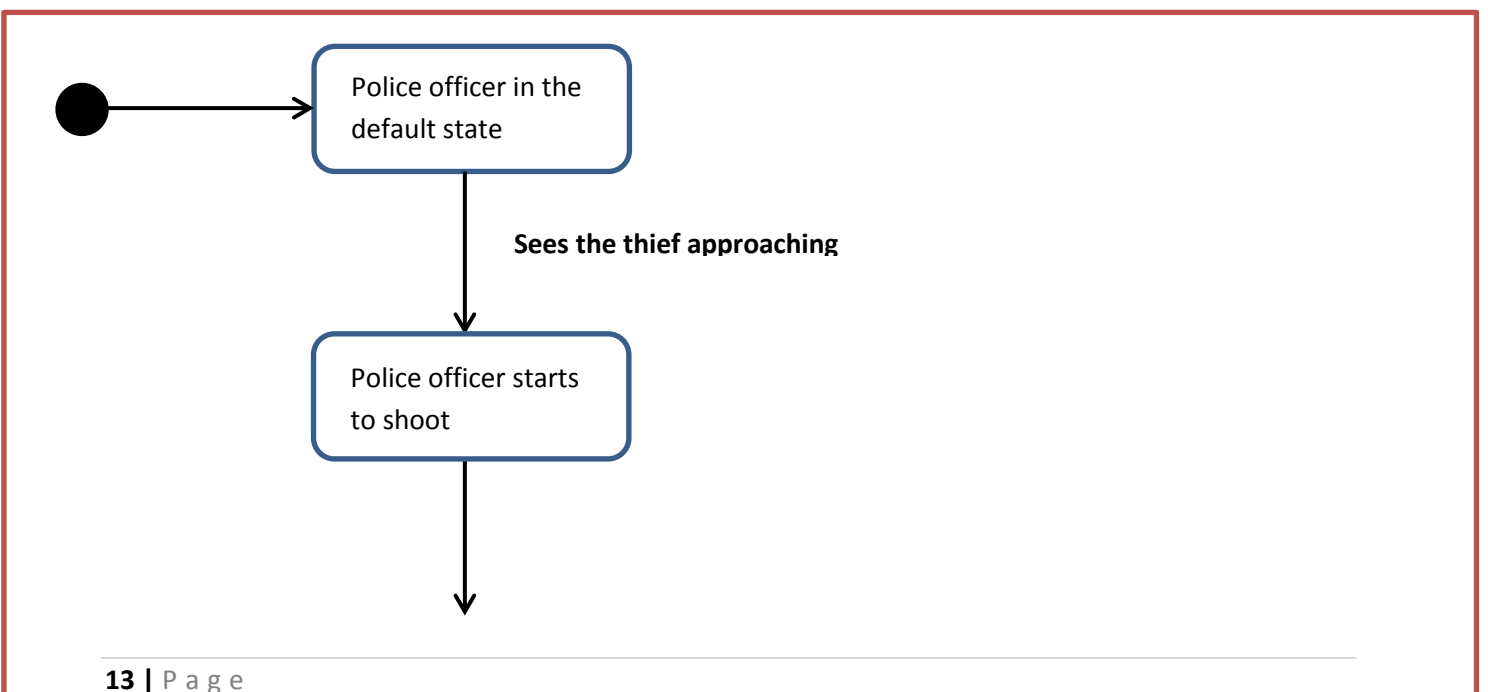 Police officer in the
default state
Sees the thief approaching
Police officer starts
to shoot
13 | P a g e